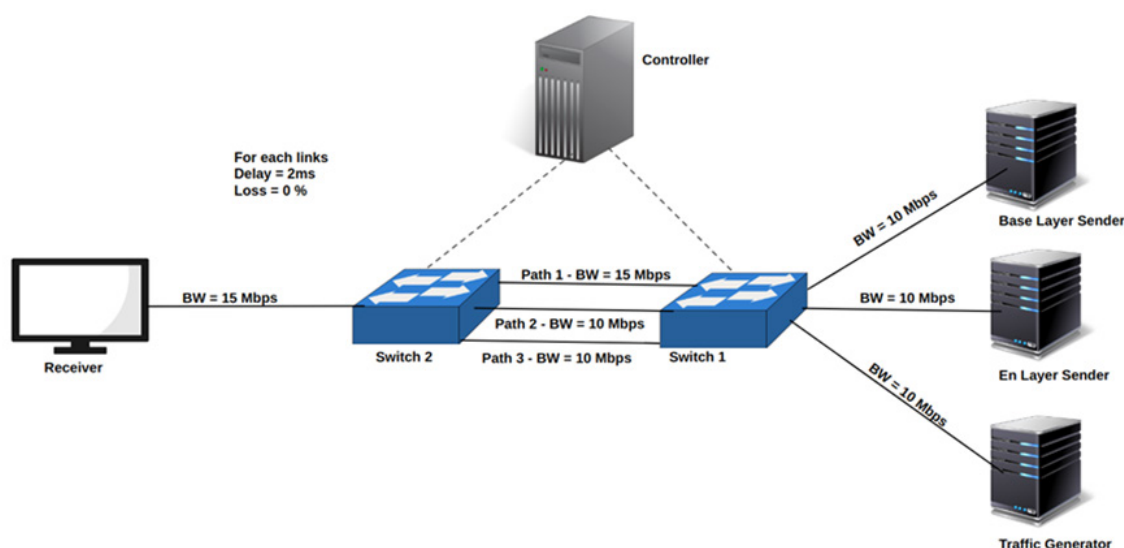 Controller
For each links
Delay = 2ms
Loss = 0 %
BW = 10 Mbps
Base Layer Sender
Path 1 - BW = 15 Mbps
BW = 15 Mbps
BW = 10 Mbps
Path 2 - BW = 10 Mbps
Switch 2
Path 3 - BW = 10 Mbps
Switch 1
Receiver
En Layer Sender
BW = 10 Mbps
Traffic Generator